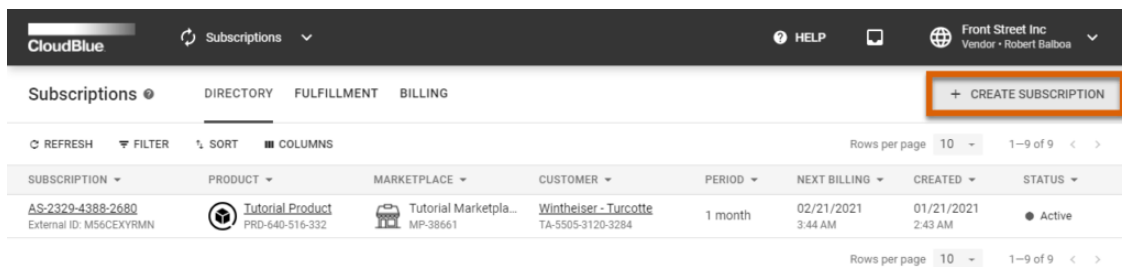 CloudBlue
Subscriptions
HELP
Front Street Inc
Vendor • Robert Balboa
Subscriptions
DIRECTORY
FULFILLMENT
BILLING
+ CREATE SUBSCRIPTION
REFRESH
FILTER
SORT
COLUMNS
Rows per page 10
1–9 of 9
SUBSCRIPTION
PRODUCT
MARKETPLACE
CUSTOMER
PERIOD
NEXT BILLING
CREATED
STATUS
AS-2329-4388-2680
External ID: M56CEXYRMN
Tutorial Product
PRD-640-516-332
Tutorial Marketpla...
MP-38661
Wintheiser - Turcotte
TA-5505-3120-3284
1 month
02/21/2021
3:44 AM
01/21/2021
2:43 AM
Active
Rows per page 10
1–9 of 9